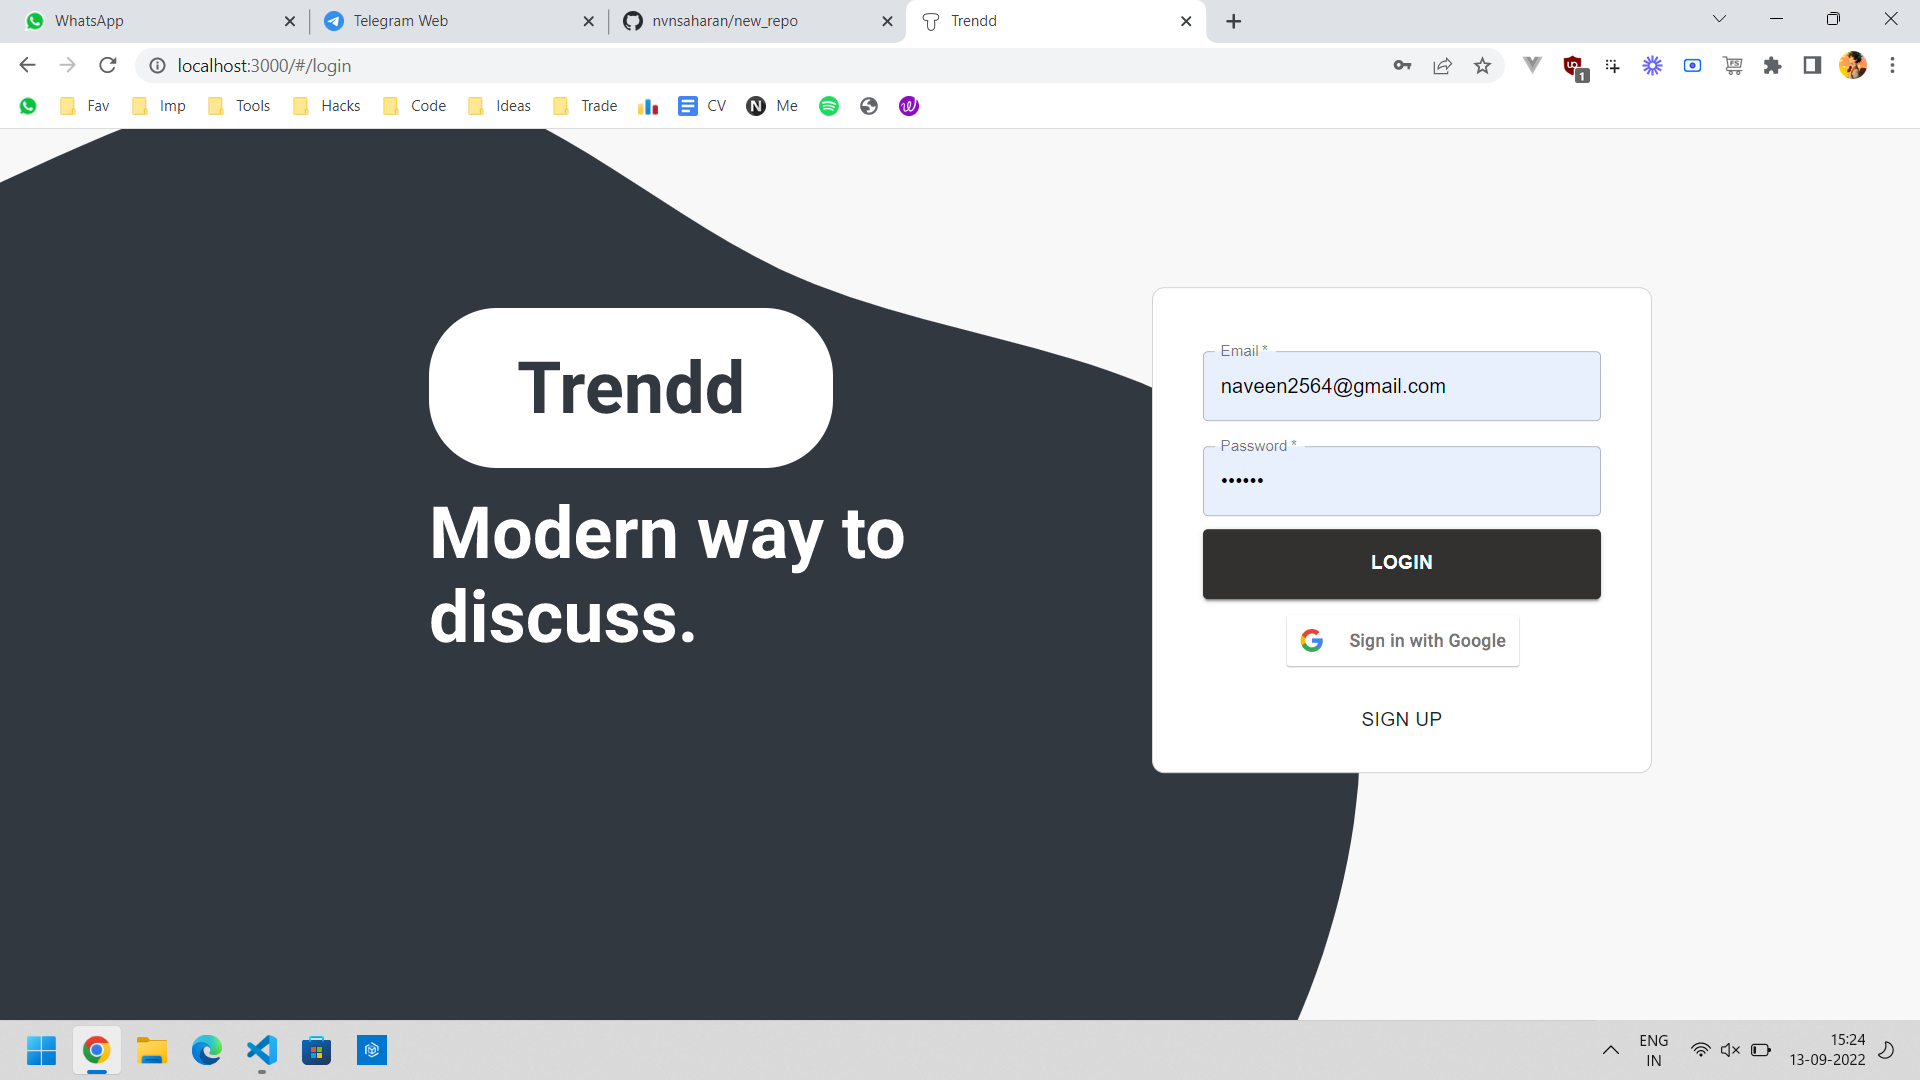 WhatsApp
Telegram Web
nvnsaharan/new_repo
Trendd
localhost:3000/#/login
1
Fav
Imp
Tools
Hacks
Code
Ideas
Trade
CV
N
Me
Trendd
Modern way to
discuss.
Email *
naveen2564@gmail.com
Password *
••••••
LOGIN
Sign in with Google
SIGN UP
ENG
IN
15:24
13-09-2022